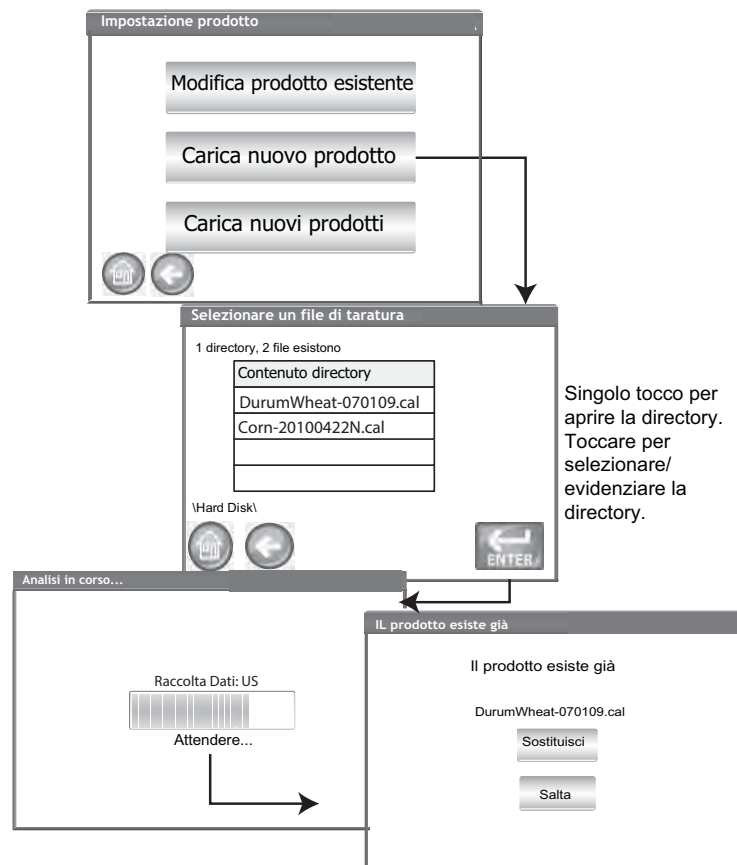 Impostazione prodotto
Modifica prodotto esistente
Carica nuovo prodotto
Carica nuovi prodotti
Selezionare un file di taratura
1 directory, 2 file esistono
Contenuto directory
DurumWheat-070109.cal
Corn-20100422N.cal
\Hard Disk\
ENTER
Singolo tocco per
aprire la directory.
Toccare per
selezionare/
evidenziare la
directory.
Analisi in corso...
Raccolta Dati: US
Attendere...
IL prodotto esiste già
Il prodotto esiste già
DurumWheat-070109.cal
Sostituisci
Salta